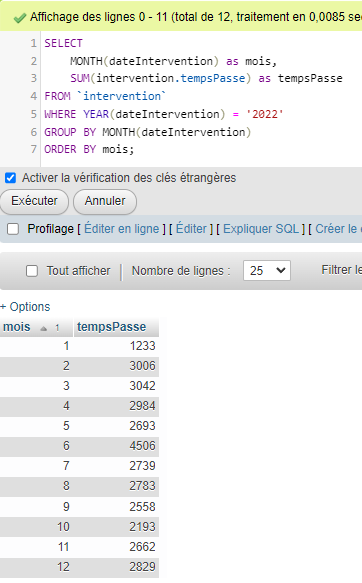 Affichage des lignes 0 - 11 (total de 12, traitement en 0,0085 sec
1 SELECT
2 MONTH(dateIntervention) as mois,
3 SUM(intervention.tempsPasse) as tempsPasse
4 FROM `intervention`
5 WHERE YEAR(dateIntervention) = '2022'
6 GROUP BY MONTH(dateIntervention)
7 ORDER BY mois;
Activer la vérification des clés étrangères
Exécuter Annuler
Profilage [ Éditer en ligne ] [ Éditer ] [ Expliquer SQL ] [ Créer le
Tout afficher Nombre de lignes : 25 Filtrer le
+ Options
mois 1 tempsPasse
1 1233
2 3006
3 3042
4 2984
5 2693
6 4506
7 2739
8 2783
9 2558
10 2193
11 2662
12 2829